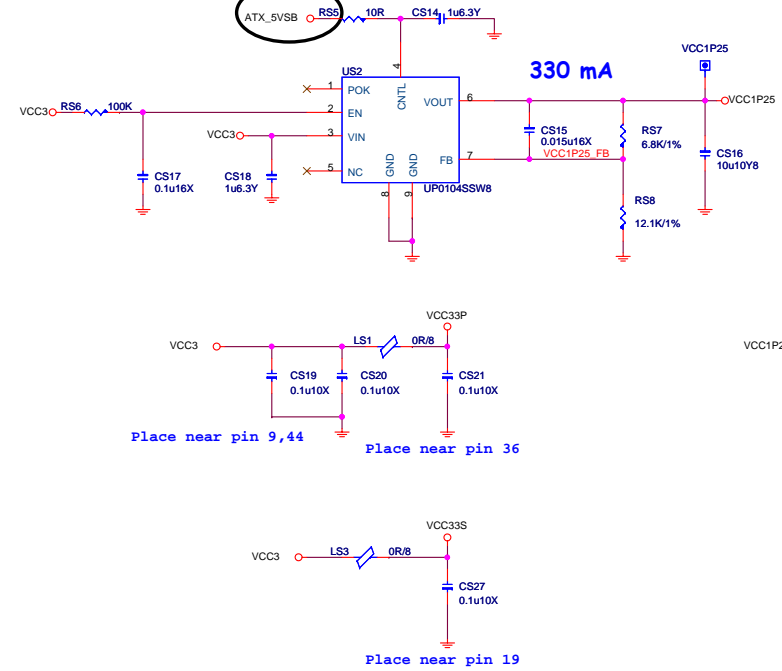 ATX_5VSB RS5 10R CS14 1u6.3Y
VCC1P25
330 mA
US2
4
1 POK CNTL VOUT 6
VCC3 RS6 100K 2 EN
VCC1P25
VCC3 3 VIN
CS15 RS7
0.015u16X 6.8K/1%
VCC1P25_FB
FB 7
CS16
10u10Y8
5 NC GND GND
CS17 CS18
0.1u16X 1u6.3Y
UP0104SSW8
8 9
RS8
12.1K/1%
VCC33P
VCC3 LS1 0R/8
VCC1P2
CS19 CS20 CS21
0.1u10X 0.1u10X 0.1u10X
Place near pin 9,44
Place near pin 36
VCC33S
VCC3 LS3 0R/8
CS27
0.1u10X
Place near pin 19